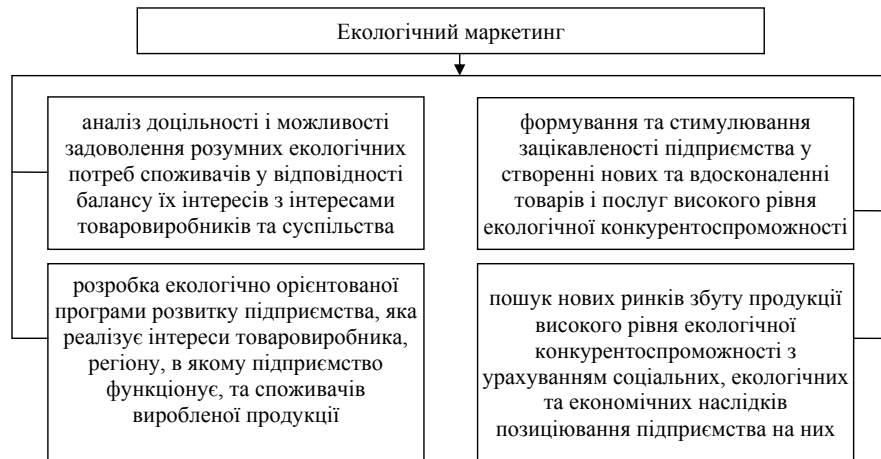 Екологічний маркетинг
аналіз доцільності і можливості
задоволення розумних екологічних
потреб споживачів у відповідності
балансу їх інтересів з інтересами
товаровиробників та суспільства
формування та стимулювання
зацікавленості підприємства у
створенні нових та вдосконаленні
товарів і послуг високого рівня
екологічної конкурентоспроможності
розробка екологічно орієнтованої
програми розвитку підприємства, яка
реалізує інтереси товаровиробника,
регіону, в якому підприємство
функціонує, та споживачів
виробленої продукції
пошук нових ринків збуту продукції
високого рівня екологічної
конкурентоспроможності з
урахуванням соціальних, екологічних
та економічних наслідків
позиціювання підприємства на них